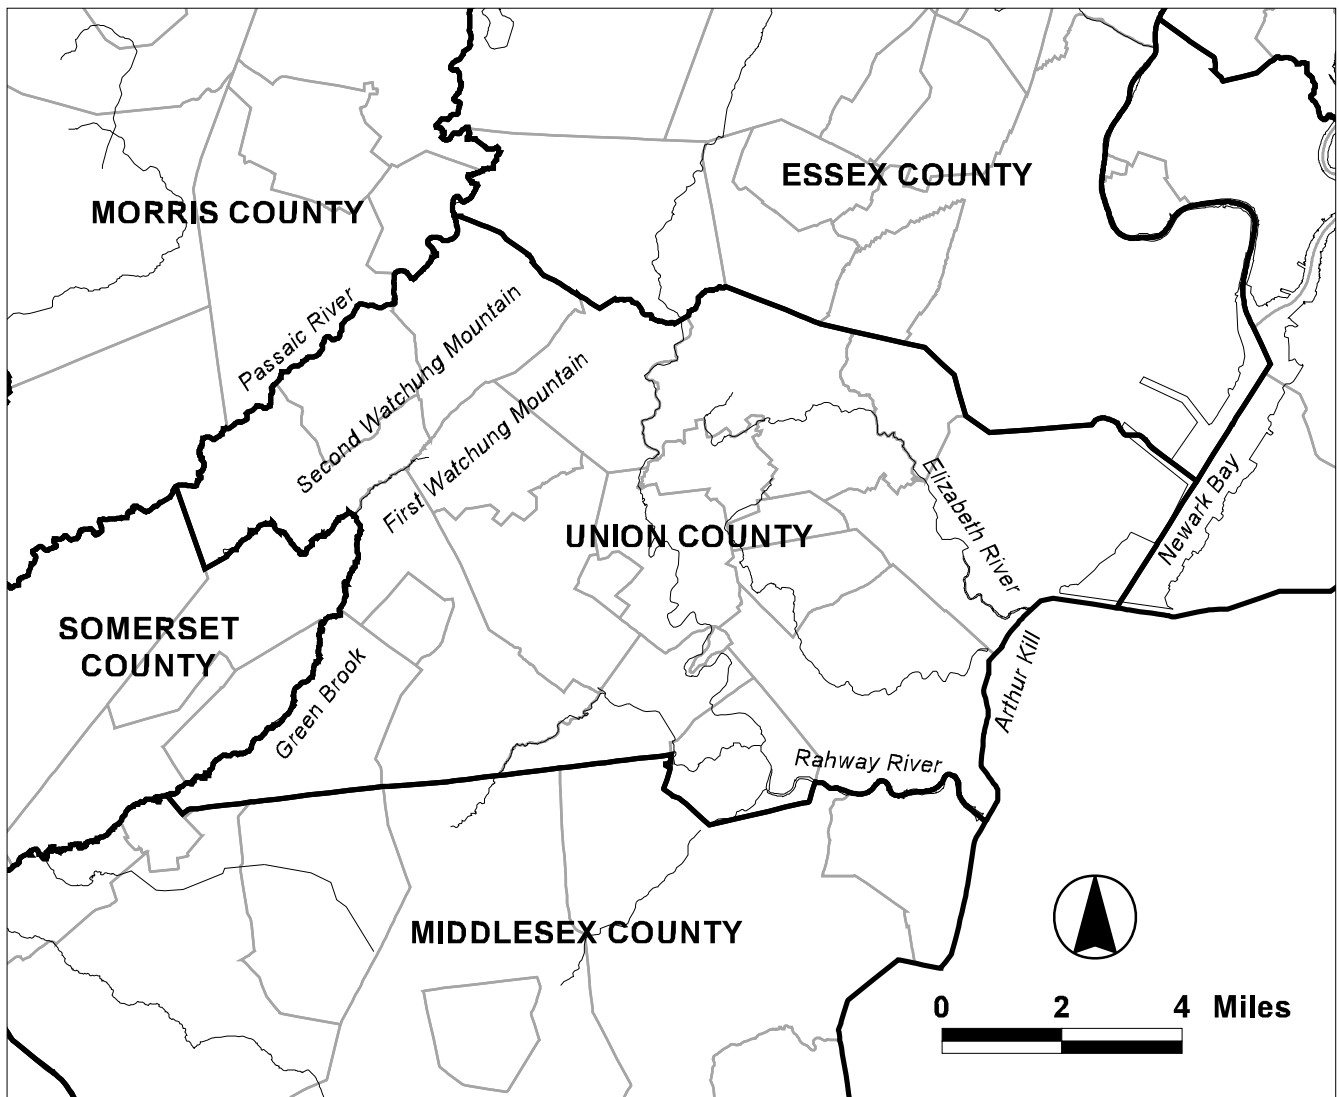 ESSEX COUNTY
MORRIS COUNTY
Passaic River
Second Watchung Mountain
First Watchung Mountain
Elizabeth River
Newark Bay
UNION COUNTY
SOMERSET
COUNTY
Green Brook
Arthur Kill
Rahway River
MIDDLESEX COUNTY
0 2 4 Miles